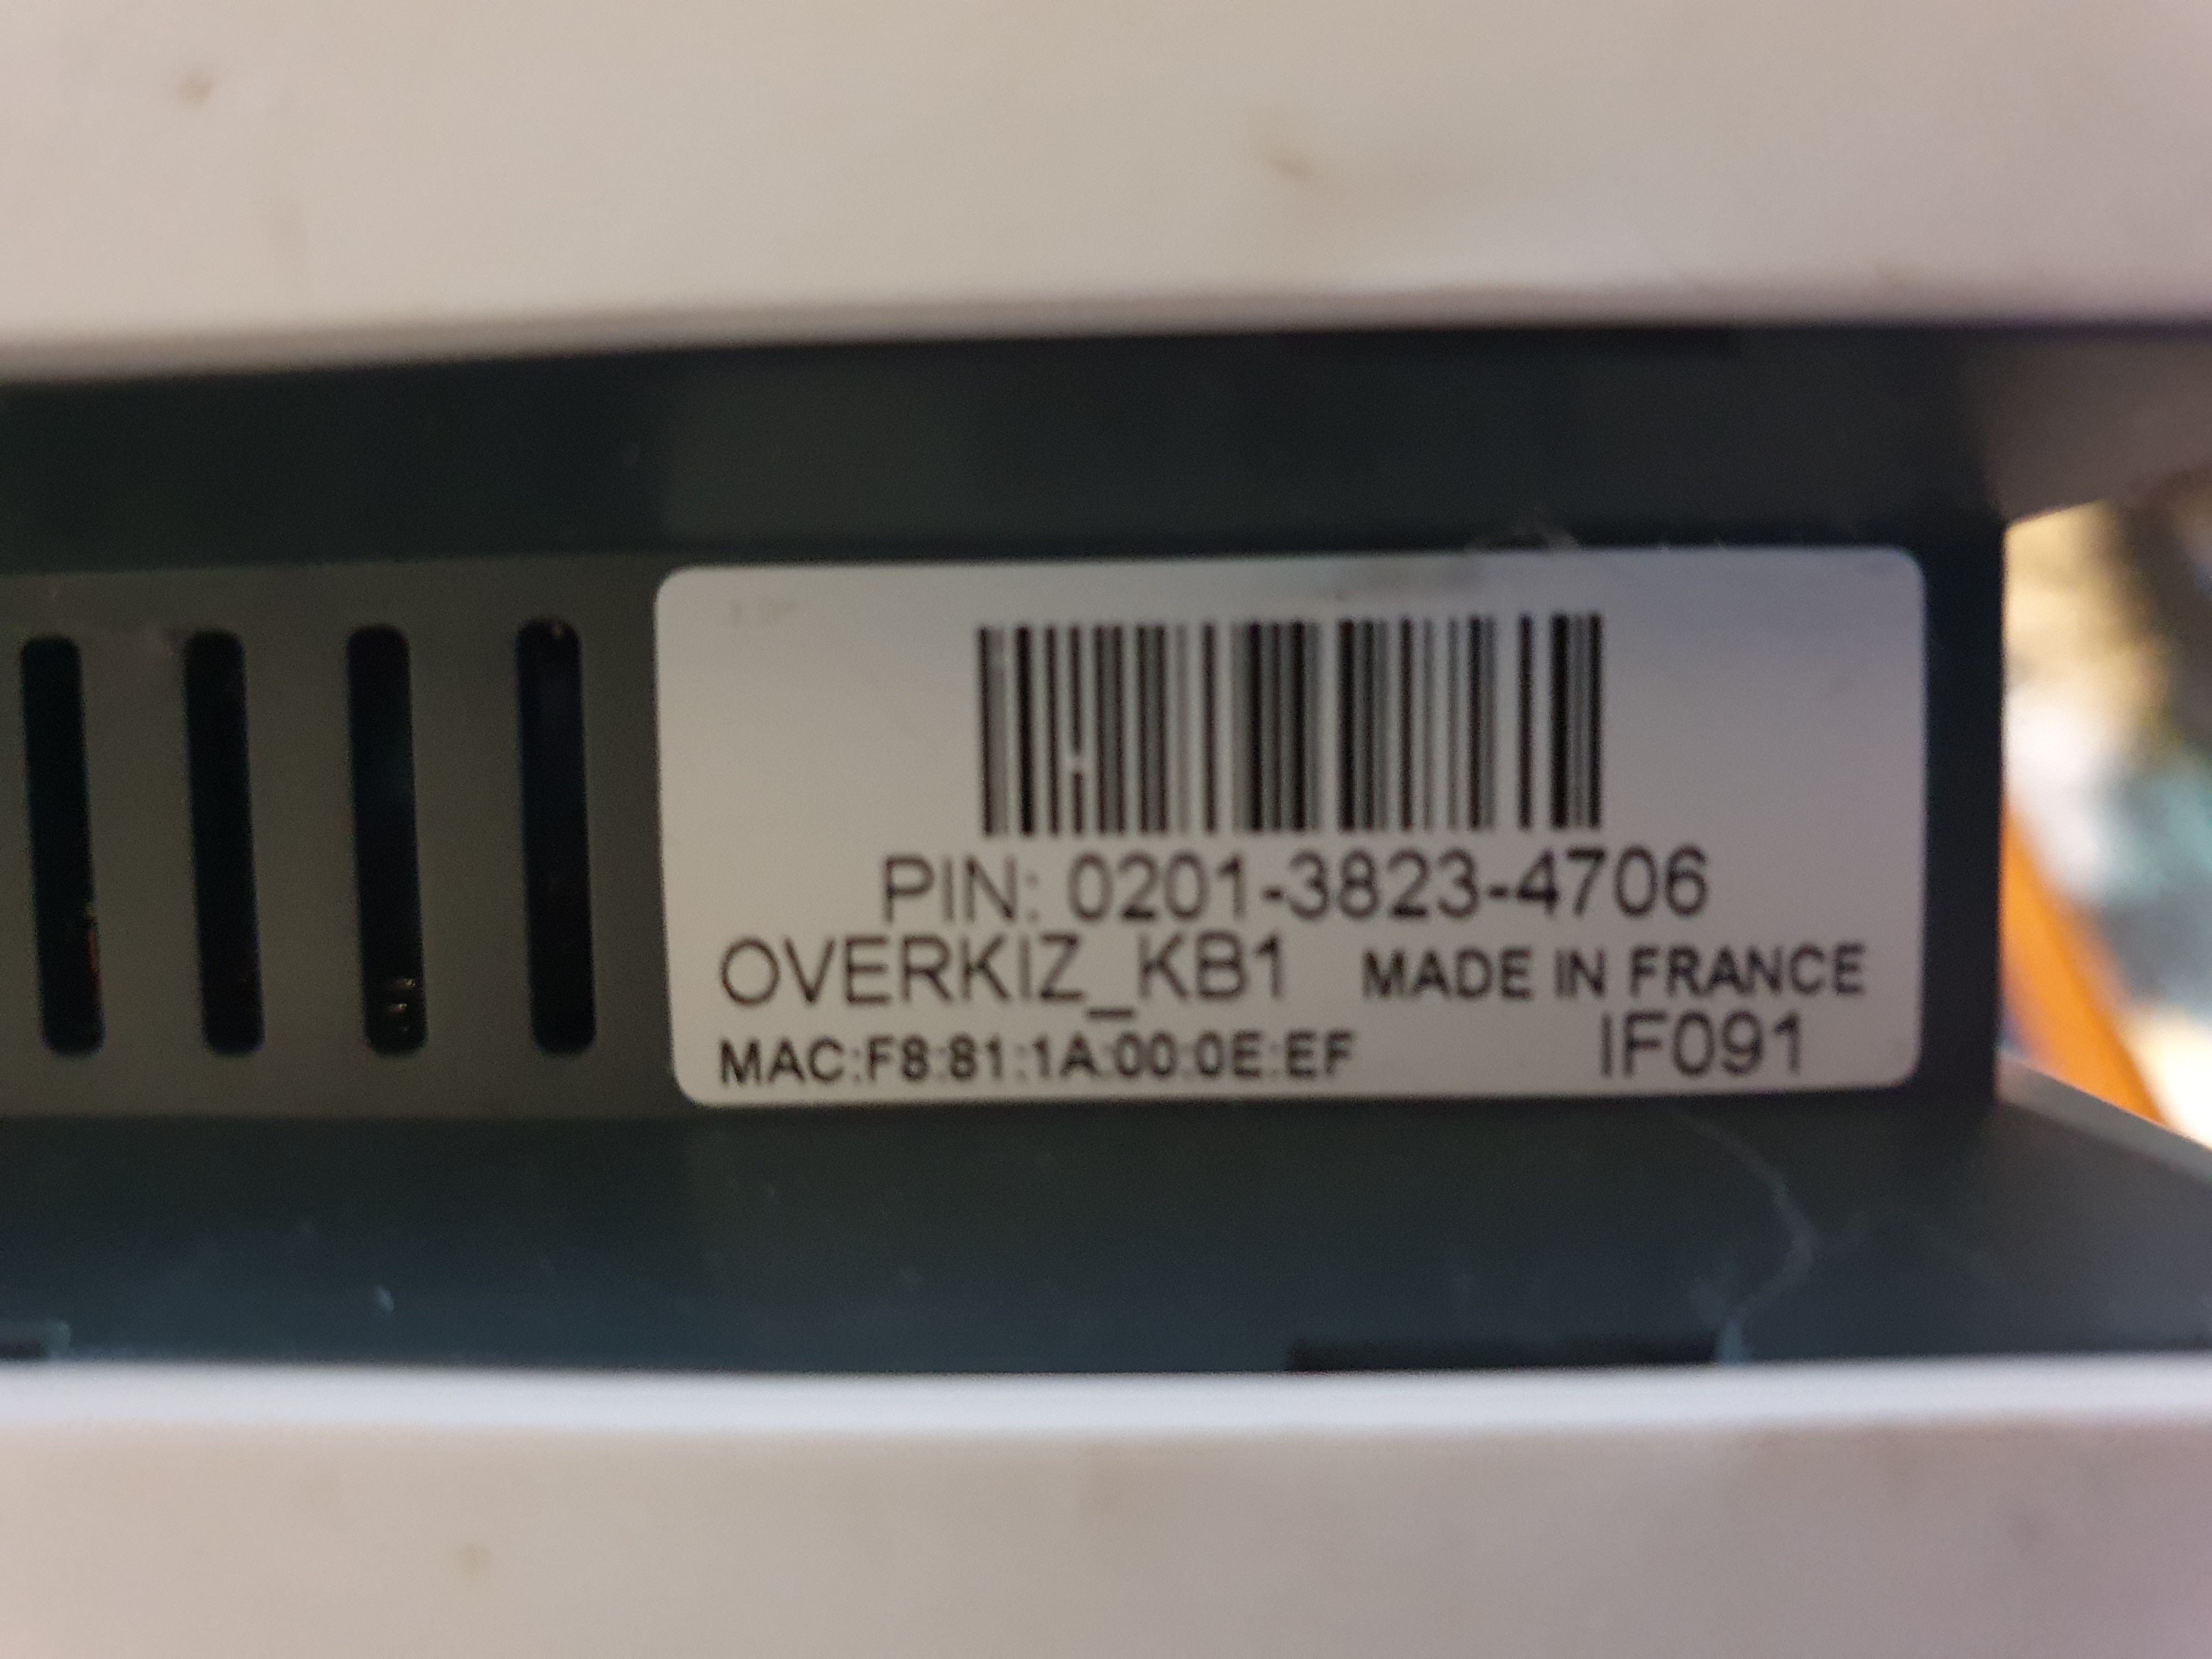 PIN: 0201-3823-4706
OVERKIZ_KB1 MADE IN FRANCE
MAC:F8:81:1A:00:0E:EF IF091